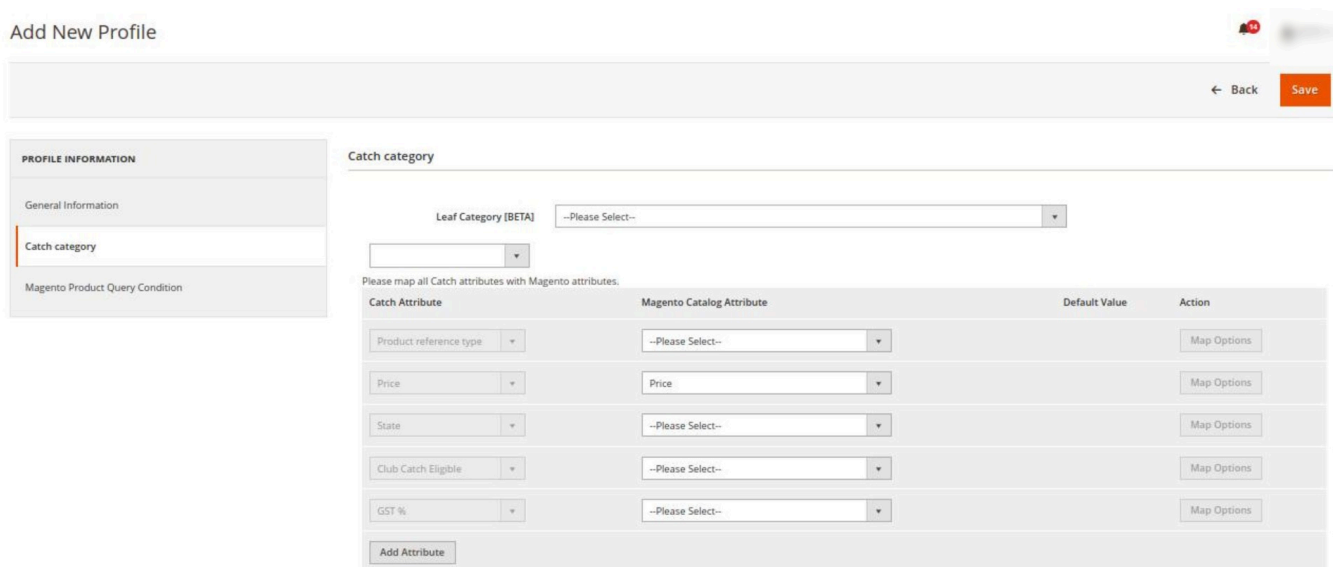 Add New Profile
54
← Back
Save
PROFILE INFORMATION
General Information
Catch category
Magento Product Query Condition
Catch category
Leaf Category [BETA]
--Please Select--
Please map all Catch attributes with Magento attributes.
Catch Attribute Magento Catalog Attribute Default Value Action
Product reference type --Please Select-- Map Options
Price Price Map Options
State --Please Select-- Map Options
Club Catch Eligible --Please Select-- Map Options
GST % --Please Select-- Map Options
Add Attribute